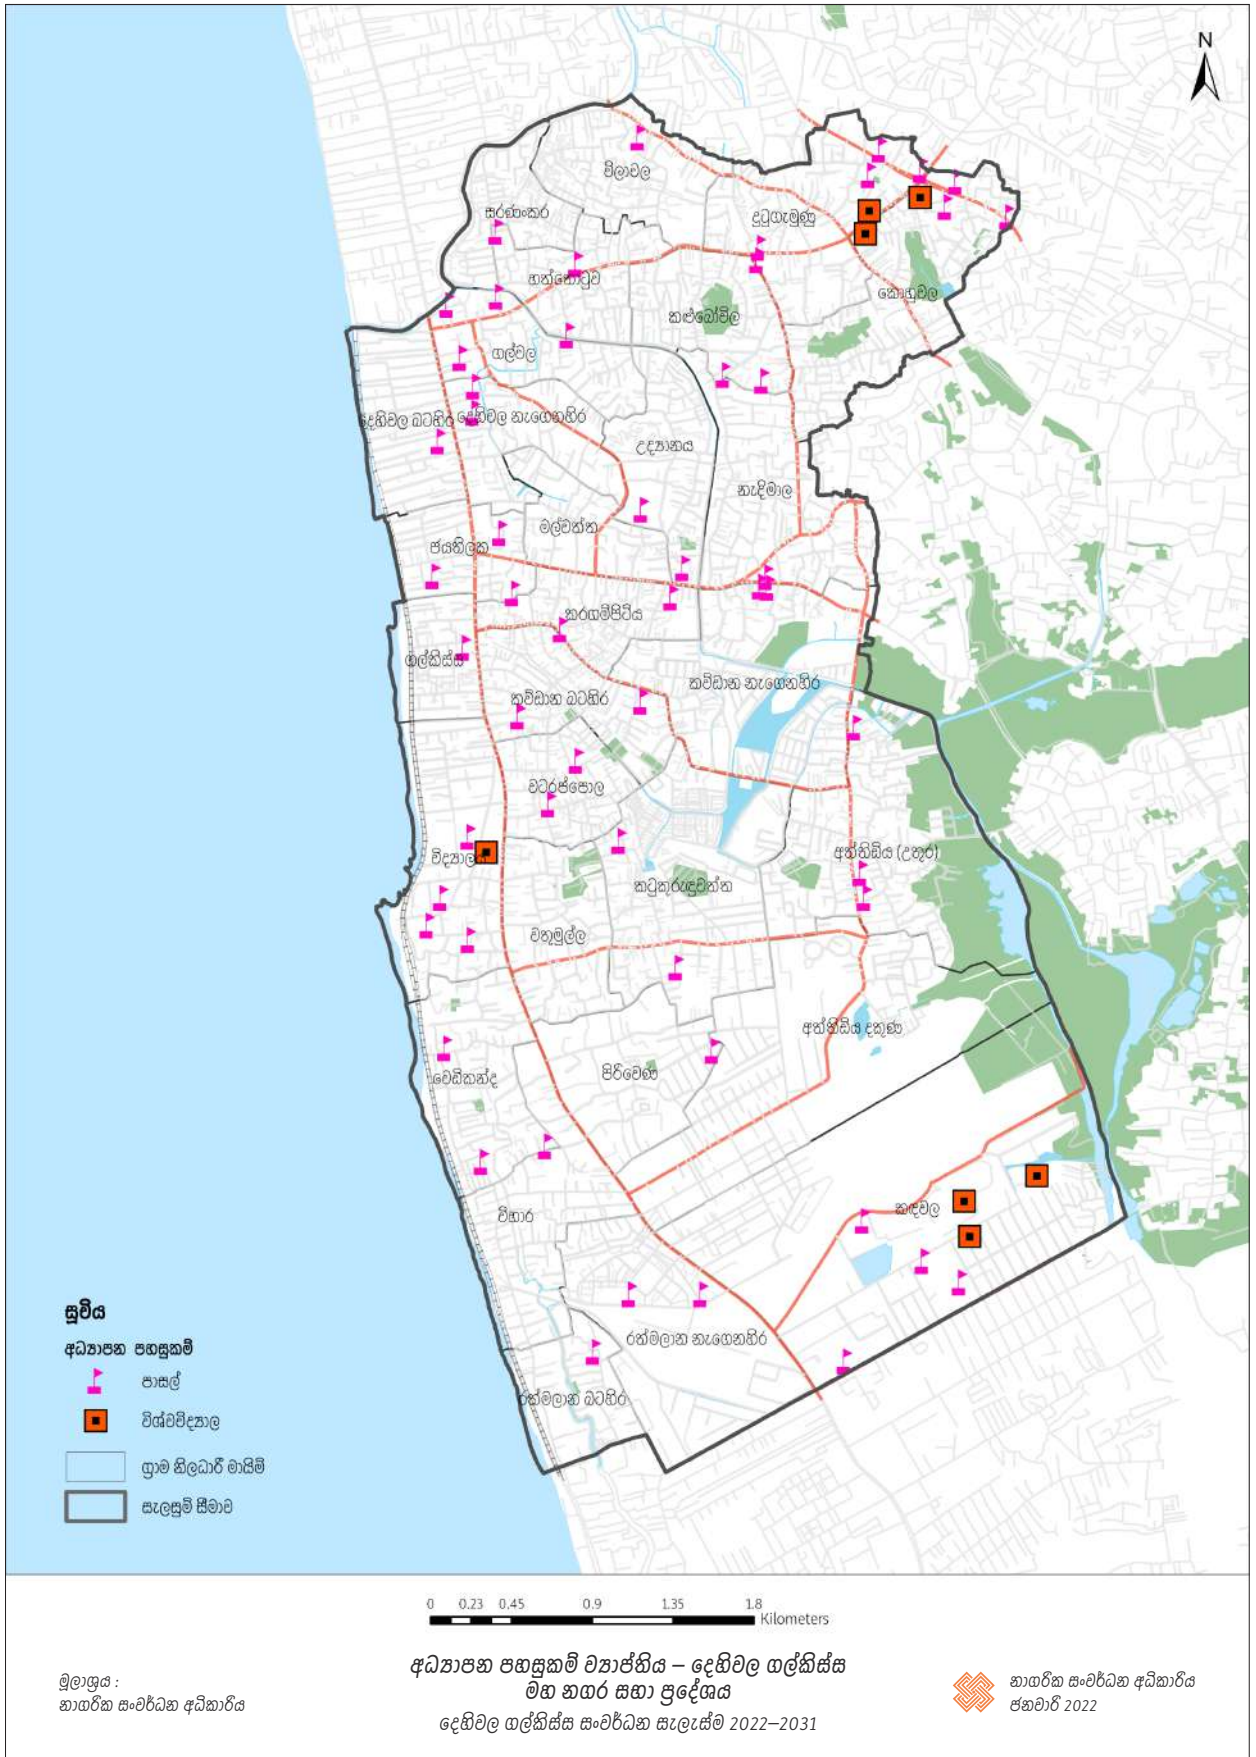 N
විලාවල
සරණංකර
දුටුගැමුණු
හත්බෝටුව
කොහුවල
කළුබෝවිල
ගල්වල
දෙහිවල බටහිර
දෙහිවල නැගෙනහිර
උද්‍යානය
නැදිමාල
මල්වත්ත
ජයතිලක
කරගම්පිටිය
ගල්කිස්ස
කව්ඩාන නැගෙනහිර
කව්ඩාන බටහිර
වටරප්පොල
විද්‍යාල
අත්තිඩිය (උතුර)
කටුකුරුඳුවත්ත
වතුමුල්ල
අත්තිඩිය දකුණ
පිරිවෙණ
වෙඩිකන්ද
විහාර
කඳවල
රත්මලාන නැගෙනහිර
රත්මලාන බටහිර
සූචිය
අධ්‍යාපන පහසුකම්
පාසල්
විශ්වවිද්‍යාල
ග්‍රාම නිලධාරී මායිම්
සැලසුම් සීමාව
0 0.23 0.45 0.9 1.35 1.8
Kilometers
අධ්‍යාපන පහසුකම් ව්‍යාප්තිය – දෙහිවල ගල්කිස්ස
මහ නගර සභා ප්‍රදේශය
දෙහිවල ගල්කිස්ස සංවර්ධන සැලැස්ම 2022–2031
මූලාශ්‍රය :
නාගරික සංවර්ධන අධිකාරිය
නාගරික සංවර්ධන අධිකාරිය
ජනවාරි 2022